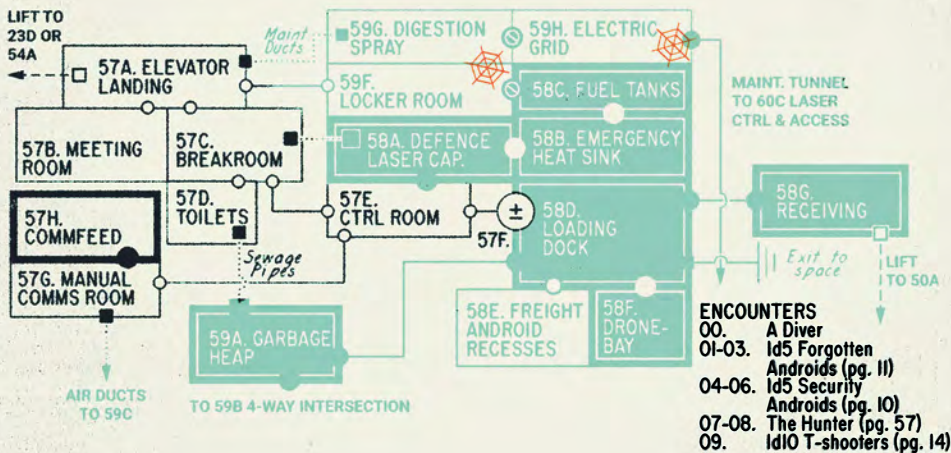 LIFT TO
23D OR
54A
57A. ELEVATOR
LANDING
Maint
Ducts
59G. DIGESTION
SPRAY
59H. ELECTRIC
GRID
59F.
LOCKER ROOM
58C. FUEL TANKS
MAINT. TUNNEL
TO 60C LASER
CTRL & ACCESS
57B. MEETING
ROOM
57C.
BREAKROOM
58A. DEFENCE
LASER CAP.
58B. EMERGENCY
HEAT SINK
57D.
TOILETS
57E.
CTRL ROOM
±
57F.
58D.
LOADING
DOCK
58G.
RECEIVING
57H.
COMMFEED
57G. MANUAL
COMMS ROOM
Sewage
Pipes
Exit to
space
LIFT
TO 50A
59A. GARBAGE
HEAP
58E. FREIGHT
ANDROID
RECESSES
58F.
DRONE-
BAY
AIR DUCTS
TO 59C
TO 59B 4-WAY INTERSECTION
ENCOUNTERS
00. A Diver
01-03. 1d5 Forgotten
Androids (pg. 11)
04-06. 1d5 Security
Androids (pg. 10)
07-08. The Hunter (pg. 57)
09. 1d10 T-shooters (pg. 14)